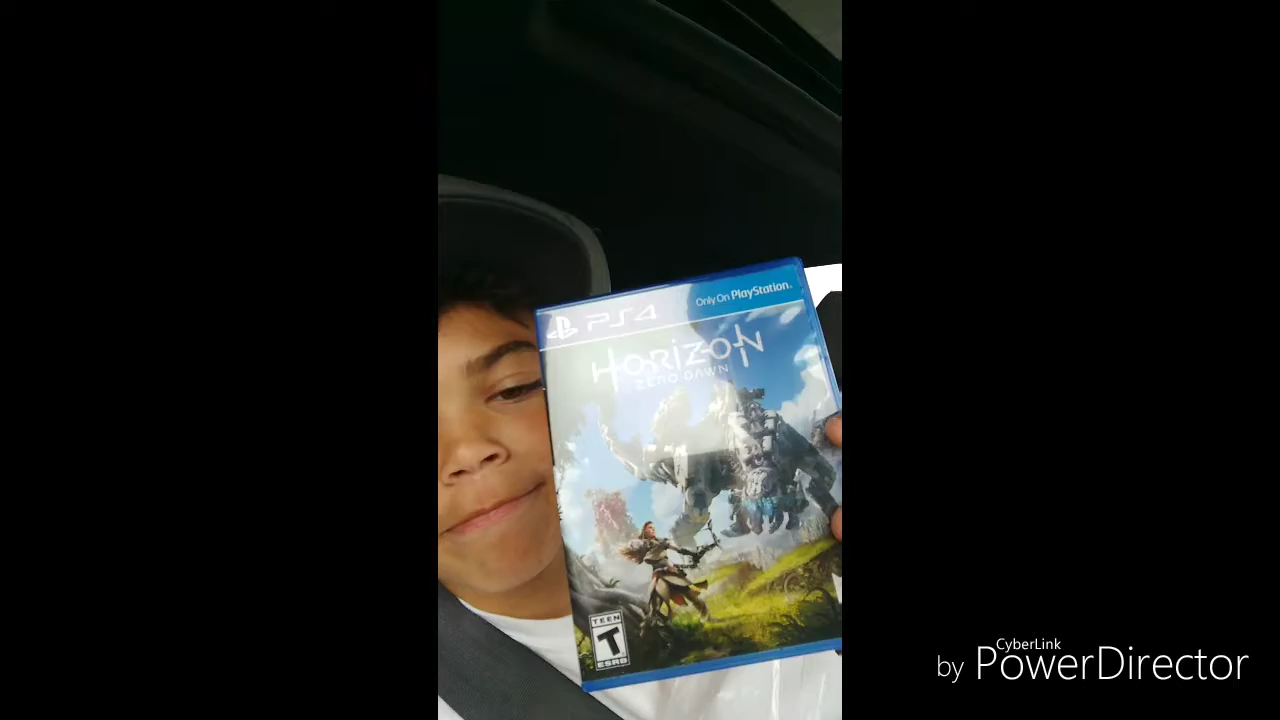 Only On PlayStation
PS4
HORIZON
ZERO DAWN
TEEN
T
ESRB
CyberLink
by PowerDirector